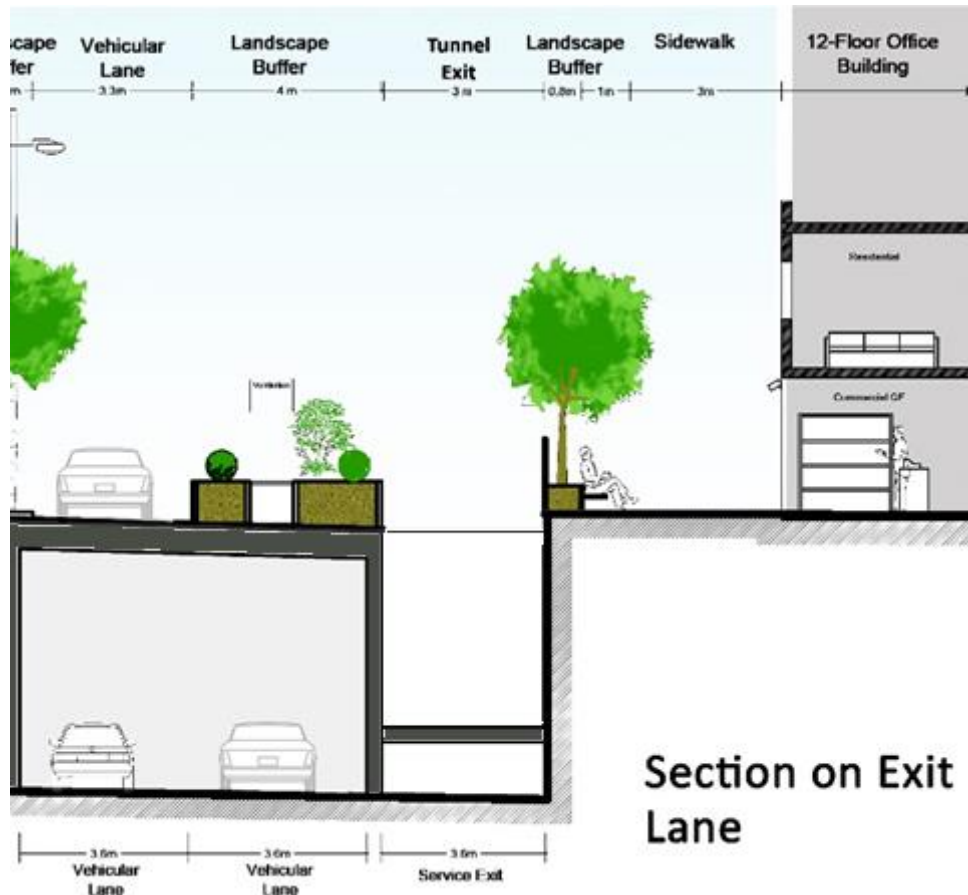 scape
ffer
Vehicular
Lane
Landscape
Buffer
Tunnel
Exit
Landscape
Buffer
Sidewalk
12-Floor Office
Building
m
3.3m
4 m
3 m
0.8m
1m
3m
Residential
Ventilation
Commercial GF
Section on Exit
Lane
3.6m
3.6m
3.6m
Vehicular
Lane
Vehicular
Lane
Service Exit